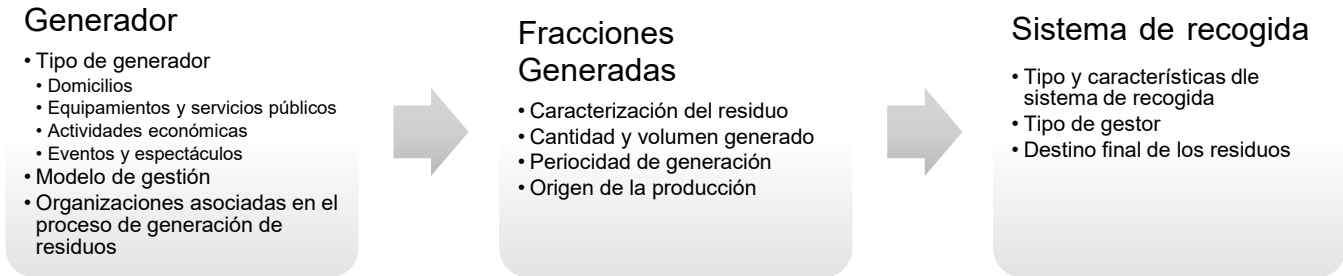 Generador
• Tipo de generador
• Domicilios
• Equipamientos y servicios públicos
• Actividades económicas
• Eventos y espectáculos
• Modelo de gestión
• Organizaciones asociadas en el
proceso de generación de
residuos
Fracciones
Generadas
• Caracterización del residuo
• Cantidad y volumen generado
• Periocidad de generación
• Origen de la producción
Sistema de recogida
• Tipo y características dle
sistema de recogida
• Tipo de gestor
• Destino final de los residuos